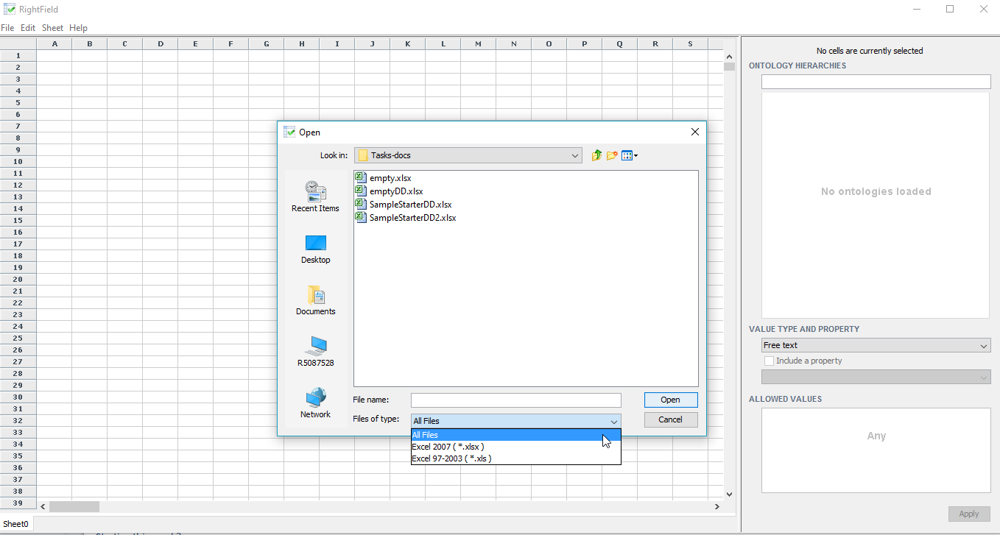 RightField
File Edit Sheet Help
A B C D E F G H I J K L M N O P Q R S
1
2
3
4
5
6
7
8
9
10
11
12
13
14
15
16
17
18
19
20
21
22
23
24
25
26
27
28
29
30
31
32
33
34
35
36
37
38
39
Sheet0
Open
Look in: Tasks-docs
Recent Items
Desktop
Documents
R5087528
Network
empty.xlsx
emptyDD.xlsx
SampleStarterDD.xlsx
SampleStarterDD2.xlsx
File name: Open
Files of type: All Files Cancel
All Files
Excel 2007 ( *.xlsx )
Excel 97-2003 ( *.xls )
No cells are currently selected
ONTOLOGY HIERARCHIES
No ontologies loaded
VALUE TYPE AND PROPERTY
Free text
Include a property
ALLOWED VALUES
Any
Apply